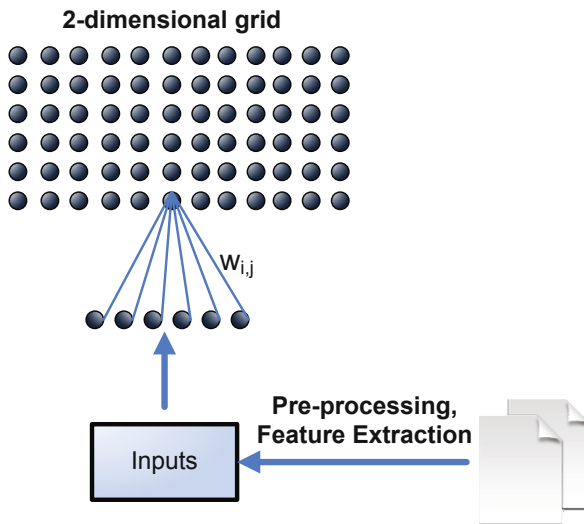 2-dimensional grid
wi,j
Pre-processing,
Feature Extraction
Inputs